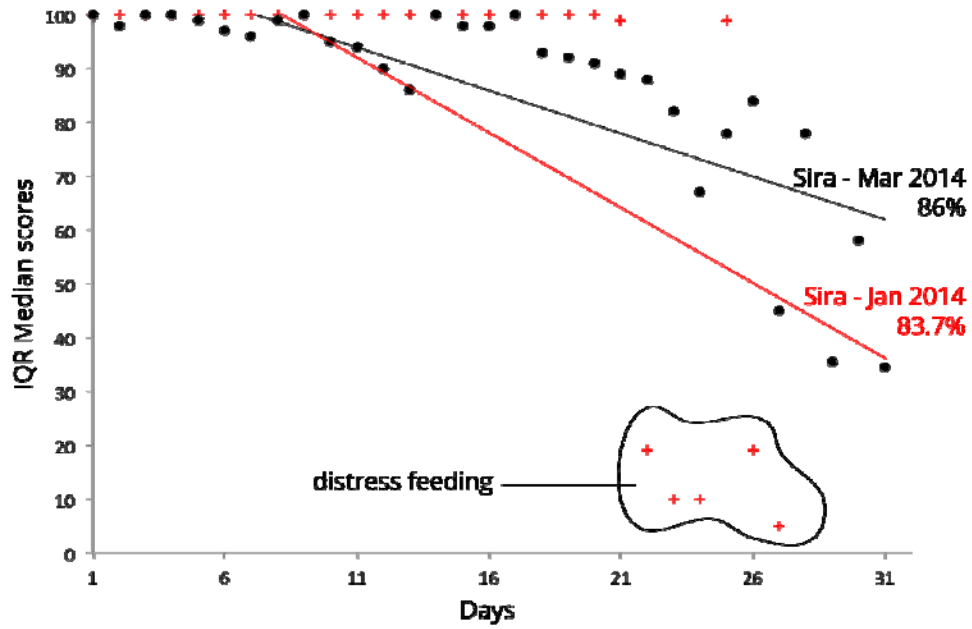 100
90
80
70
60
50
40
30
20
10
0
IQR Median scores
Sira - Mar 2014
86%
Sira - Jan 2014
83.7%
distress feeding
1 6 11 16 21 26 31
Days